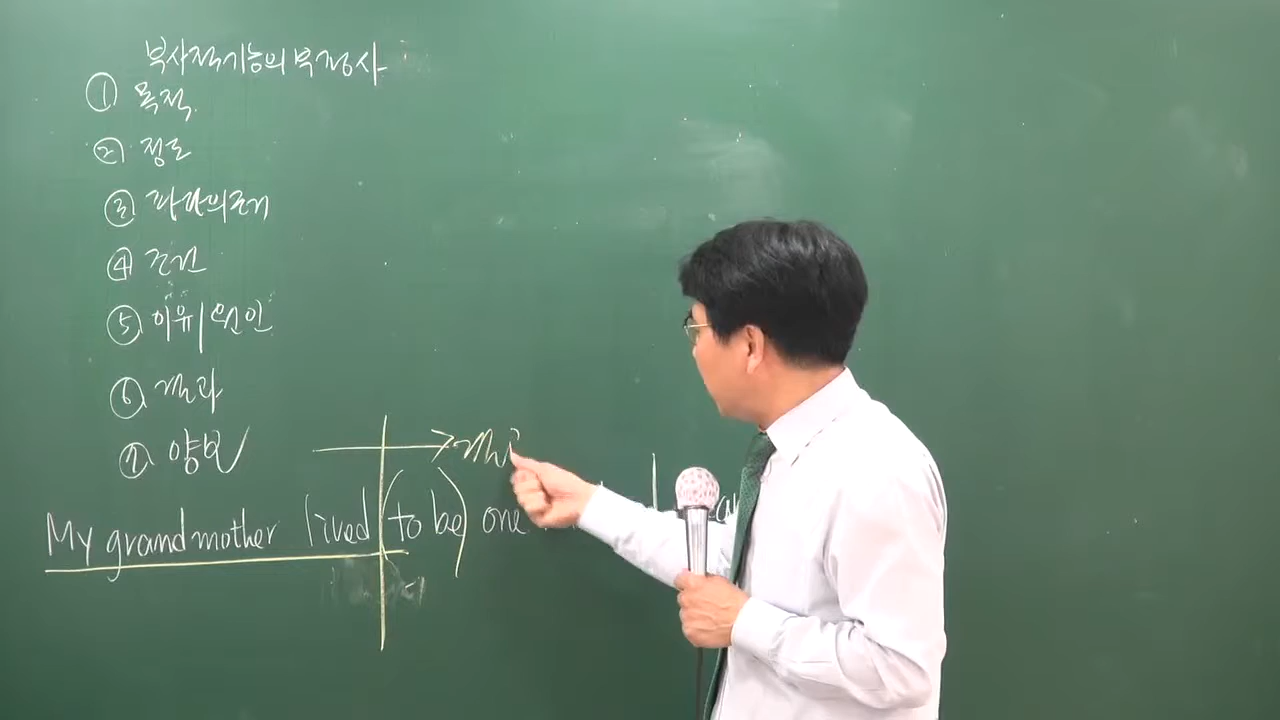 부사적기능의 부정사
① 목적
② 정도
③ 판단의근거
④ 조건
⑤ 이유/원인
⑥ 결과
⑦ 양보
My grandmother lived (to be) one